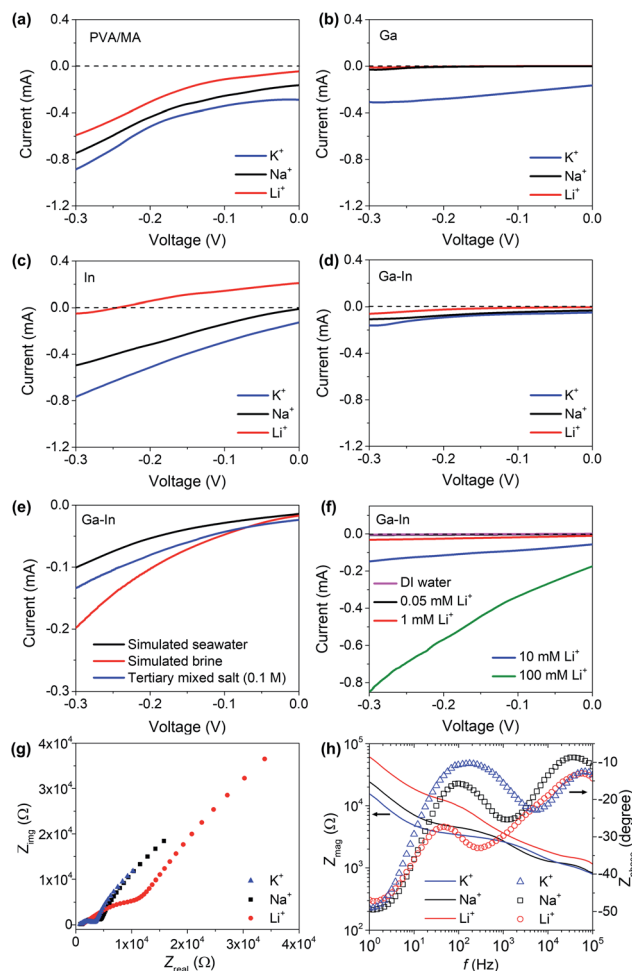 (a)
PVA/MA
0.4
0.0
-0.4
-0.8
-1.2
Current (mA)
K+
Na+
Li+
-0.3
-0.2
-0.1
0.0
Voltage (V)
(b)
Ga
0.4
0.0
-0.4
-0.8
-1.2
Current (mA)
K+
Na+
Li+
-0.3
-0.2
-0.1
0.0
Voltage (V)
(c)
In
0.4
0.0
-0.4
-0.8
-1.2
Current (mA)
K+
Na+
Li+
-0.3
-0.2
-0.1
0.0
Voltage (V)
(d)
Ga-In
0.4
0.0
-0.4
-0.8
-1.2
Current (mA)
K+
Na+
Li+
-0.3
-0.2
-0.1
0.0
Voltage (V)
(e)
Ga-In
0.0
-0.1
-0.2
-0.3
Current (mA)
Simulated seawater
Simulated brine
Tertiary mixed salt (0.1 M)
-0.3
-0.2
-0.1
0.0
Voltage (V)
(f)
Ga-In
0.2
0.0
-0.2
-0.4
-0.6
-0.8
Current (mA)
DI water
0.05 mM Li+
1 mM Li+
10 mM Li+
100 mM Li+
-0.3
-0.2
-0.1
0.0
Voltage (V)
(g)
4x10^4
3x10^4
2x10^4
1x10^4
0
Zimg (Ω)
K+
Na+
Li+
0
1x10^4
2x10^4
3x10^4
4x10^4
Zreal (Ω)
(h)
10^5
10^4
10^3
10^2
Zmag (Ω)
-10
-20
-30
-40
-50
(degree)
K+
Na+
Li+
K+
Na+
Li+
10^0
10^1
10^2
10^3
10^4
10^5
f (Hz)